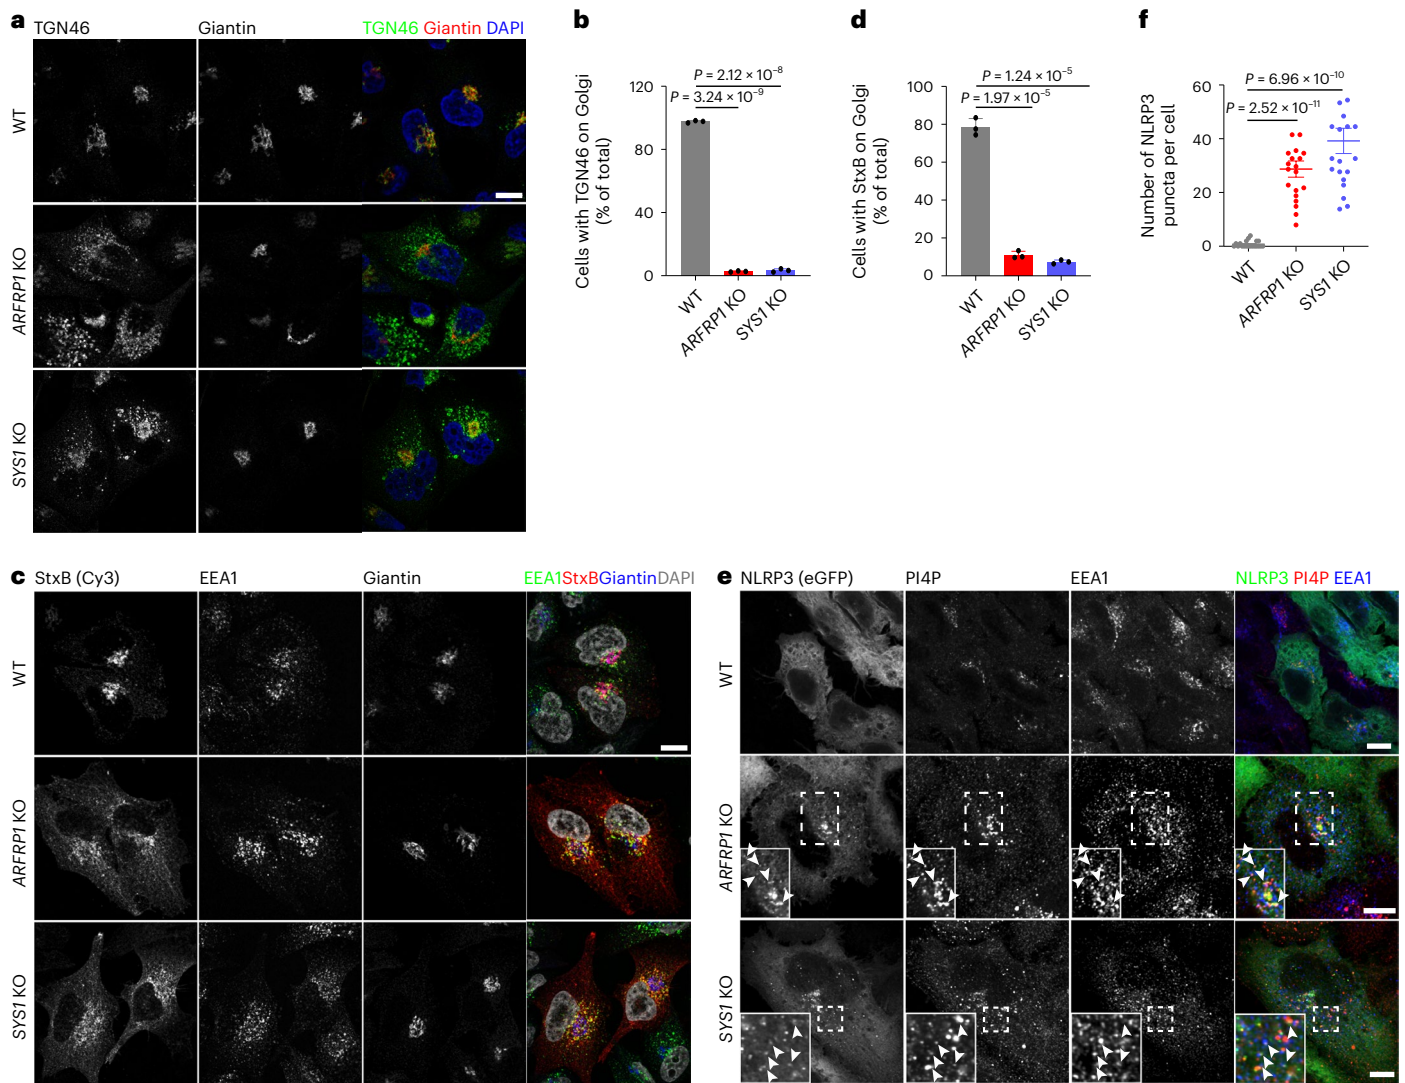 a
TGN46
Giantin
TGN46 Giantin DAPI
WT
ARFRP1 KO
SYS1 KO
b
Cells with TGN46 on Golgi
(% of total)
120
80
40
0
P = 2.12 × 10⁻⁸
P = 3.24 × 10⁻⁹
WT
ARFRP1 KO
SYS1 KO
d
Cells with StxB on Golgi
(% of total)
100
80
60
40
20
0
P = 1.24 × 10⁻⁵
P = 1.97 × 10⁻⁵
WT
ARFRP1 KO
SYS1 KO
f
Number of NLRP3
puncta per cell
60
40
20
0
P = 6.96 × 10⁻¹⁰
P = 2.52 × 10⁻¹¹
WT
ARFRP1 KO
SYS1 KO
c
StxB (Cy3)
EEA1
Giantin
EEA1StxBGiantinDAPI
WT
ARFRP1 KO
SYS1 KO
e
NLRP3 (eGFP)
PI4P
EEA1
NLRP3 PI4P EEA1
WT
ARFRP1 KO
SYS1 KO